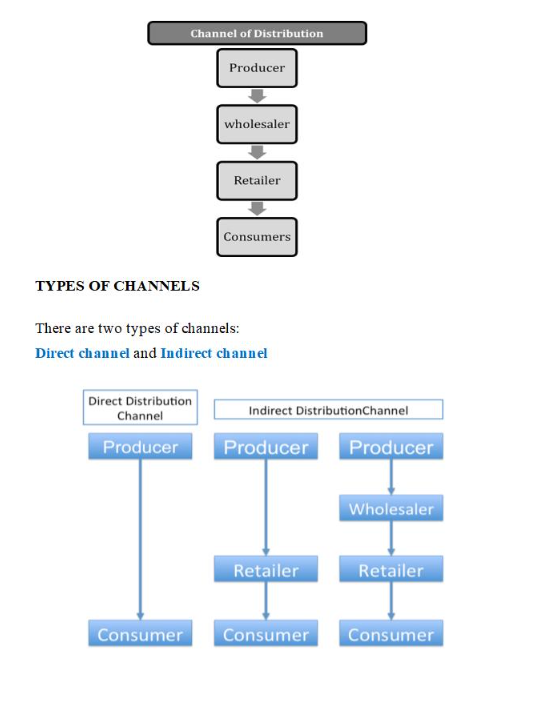 Channel of Distribution
Producer
wholesaler
Retailer
Consumers
TYPES OF CHANNELS
There are two types of channels:
Direct channel and Indirect channel
Direct Distribution
Channel
Indirect DistributionChannel
Producer
Producer
Producer
Wholesaler
Retailer
Retailer
Consumer
Consumer
Consumer